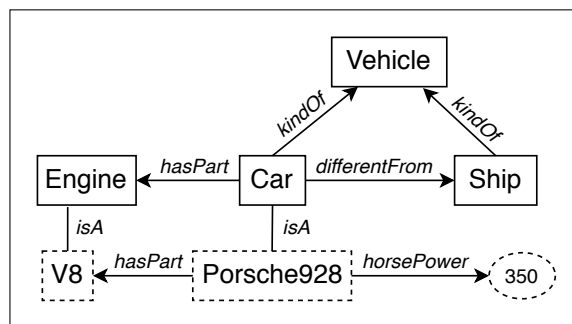 Vehicle
kindOf kindOf
Engine hasPart Car differentFrom Ship
isA isA
V8 hasPart Porsche928 horsePower 350